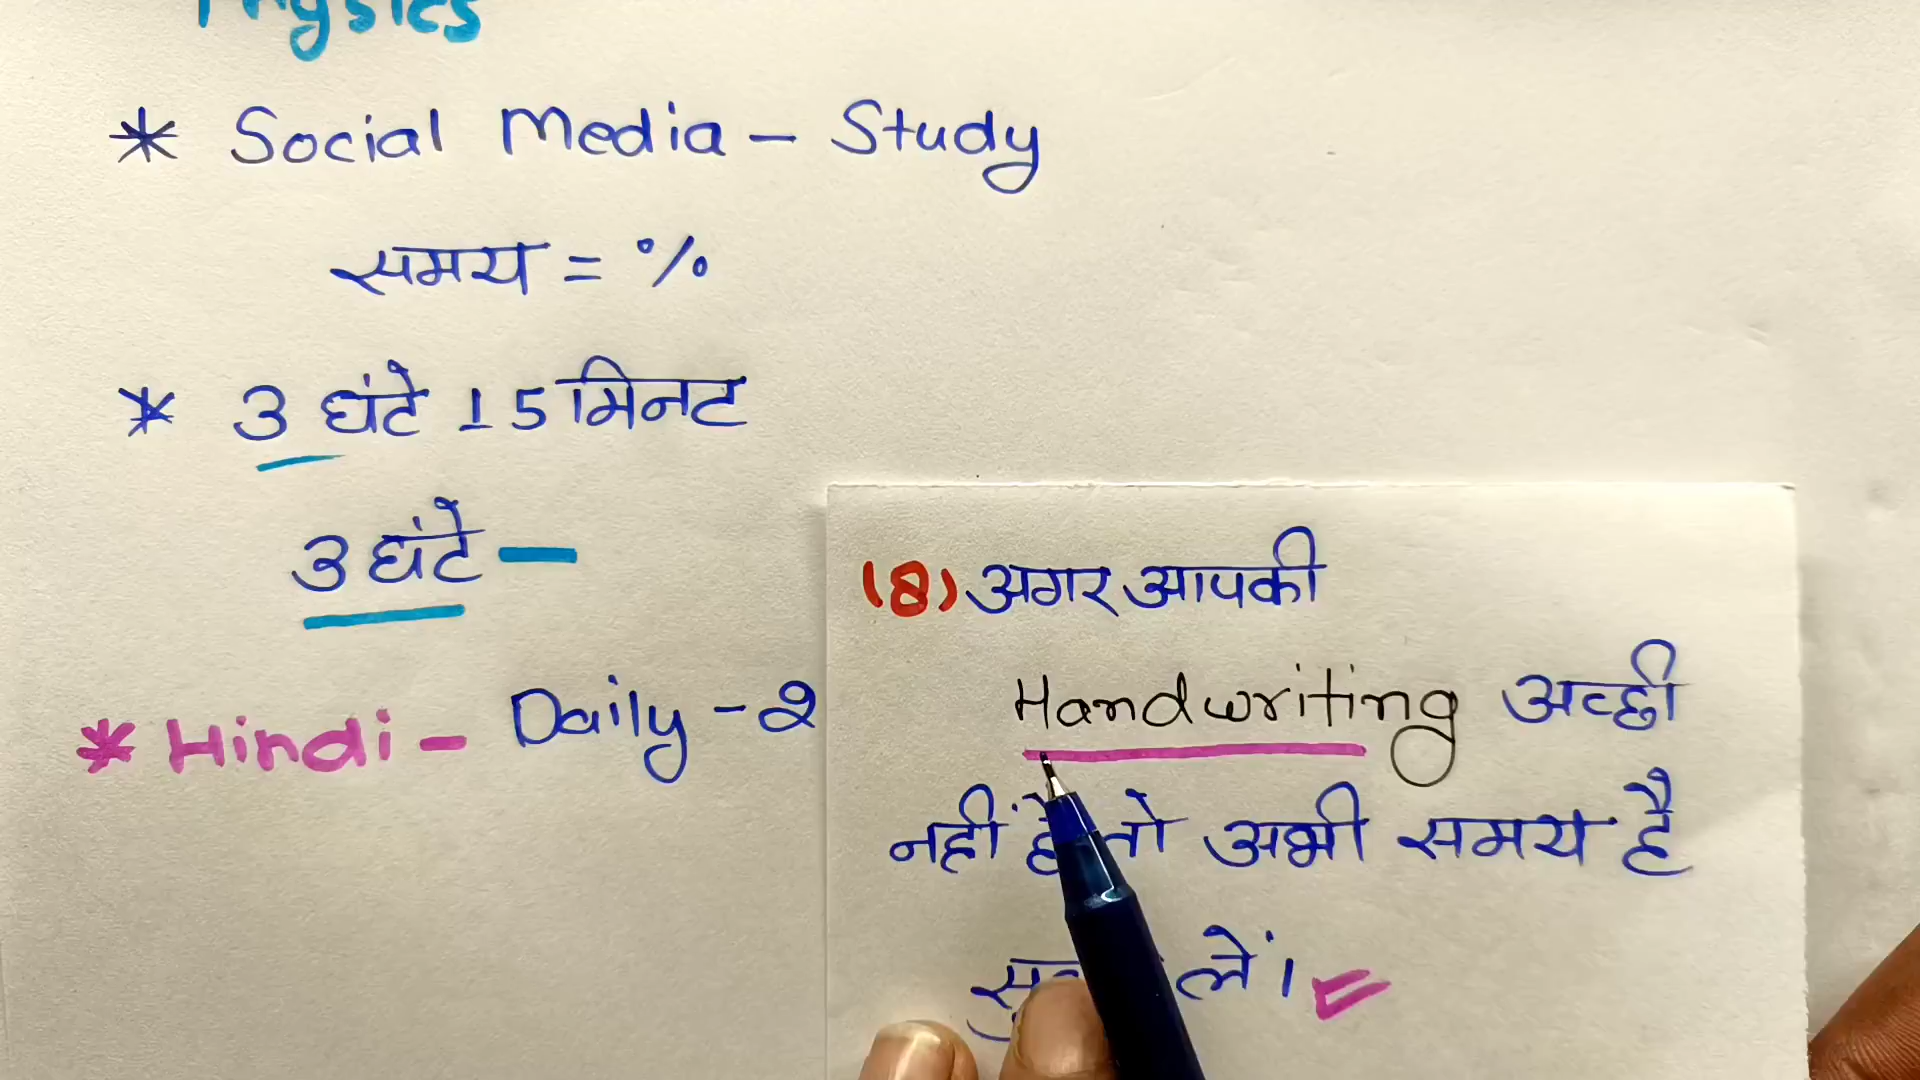 Physics
* Social Media - Study
समय = %
* 3 घंटे 15 मिनट
3 घंटे -
* Hindi - Daily - 2
(8) अगर आपकी
Handwriting अच्छी
नहीं है तो अभी समय है
लें।